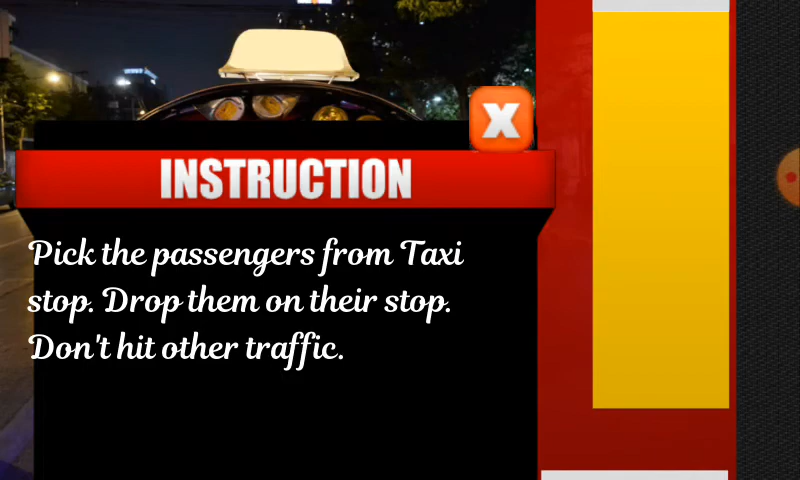 X
INSTRUCTION
Pick the passengers from Taxi
stop. Drop them on their stop.
Don't hit other traffic.